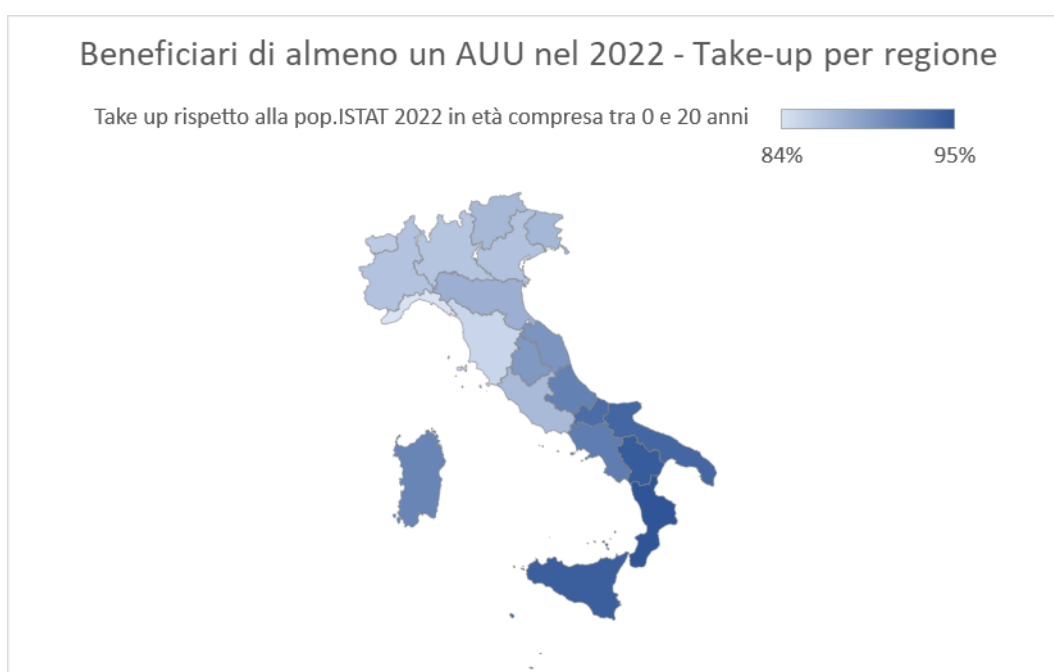 Beneficiari di almeno un AUU nel 2022 - Take-up per regione
Take up rispetto alla pop.ISTAT 2022 in età compresa tra 0 e 20 anni
84% 95%